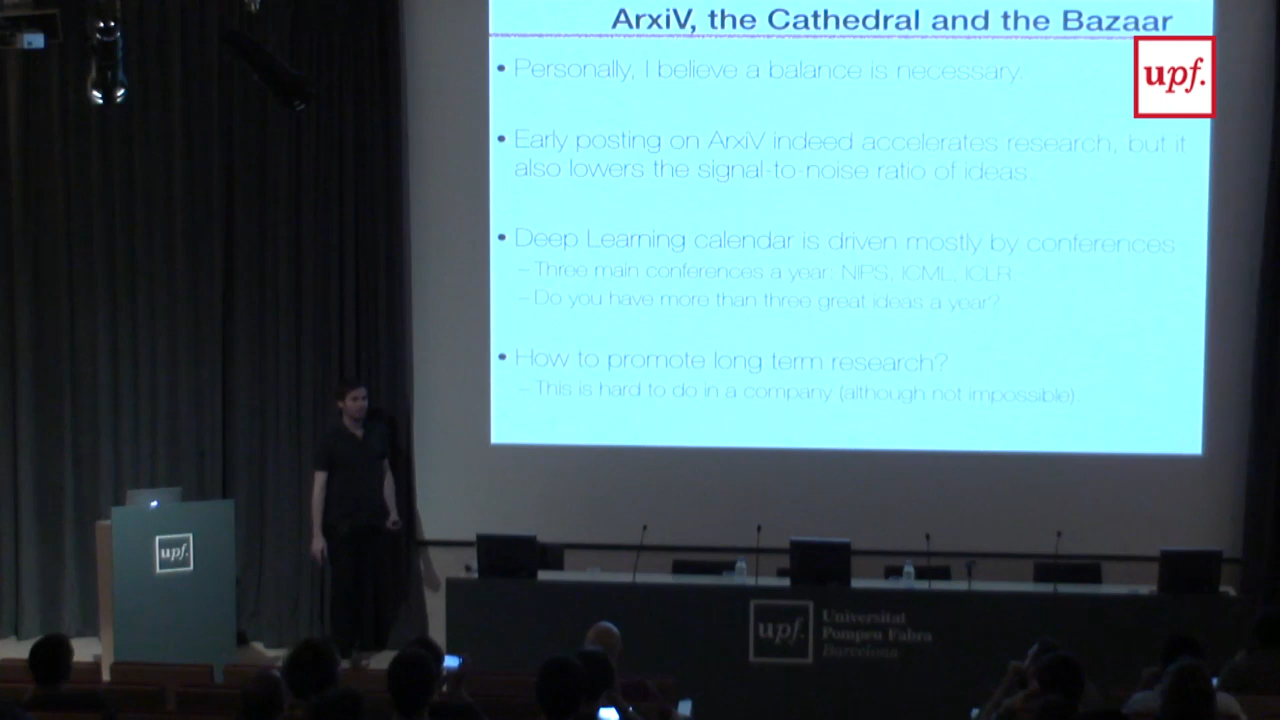 ArxiV, the Cathedral and the Bazaar
upf.
• Personally, I believe a balance is necessary.
• Early posting on ArxiV indeed accelerates research, but it
also lowers the signal-to-noise ratio of ideas.
• Deep Learning calendar is driven mostly by conferences
– Three main conferences a year: NIPS, ICML, ICLR
– Do you have more than three great ideas a year?
• How to promote long term research?
– This is hard to do in a company (although not impossible).
upf.
upf.
Universitat
Pompeu Fabra
Barcelona